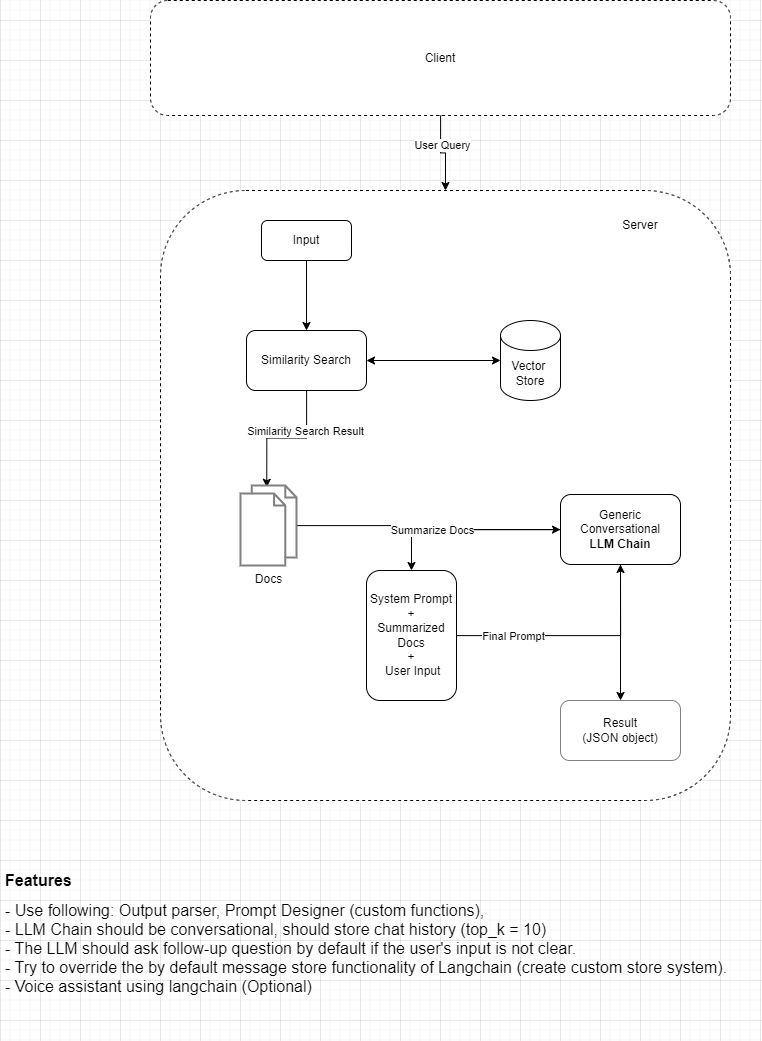 Client
User Query
Server
Input
Similarity Search
Vector
Store
Similarity Search Result
Docs
Summarize Docs
Generic
Conversational
LLM Chain
System Prompt
+
Summarized
Docs
+
User Input
Final Prompt
Result
(JSON object)
Features
- Use following: Output parser, Prompt Designer (custom functions),
- LLM Chain should be conversational, should store chat history (top_k = 10)
- The LLM should ask follow-up question by default if the user's input is not clear.
- Try to override the by default message store functionality of Langchain (create custom store system).
- Voice assistant using langchain (Optional)